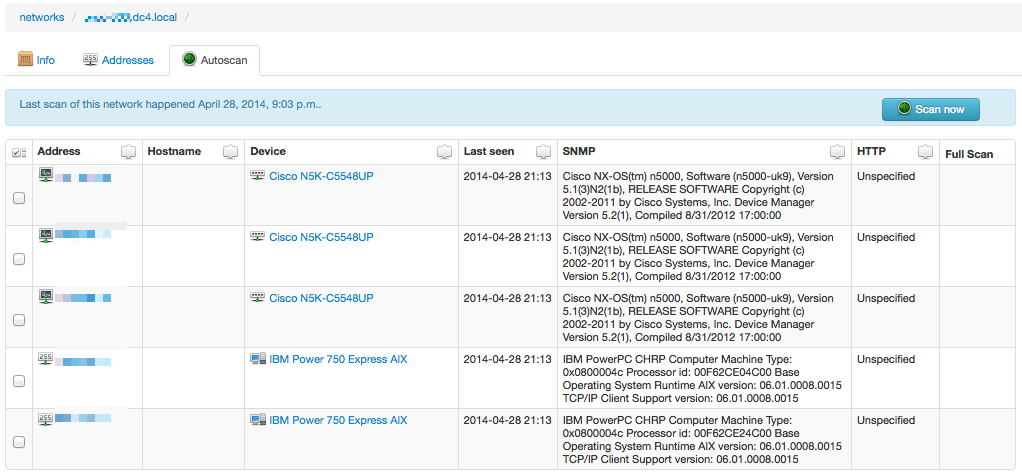 networks / .dc4.local /
Info Addresses Autoscan
Last scan of this network happened April 28, 2014, 9:03 p.m.. Scan now
Address Hostname Device Last seen SNMP HTTP Full Scan
Cisco N5K-C5548UP 2014-04-28 21:13 Cisco NX-OS(tm) n5000, Software (n5000-uk9), Version Unspecified
5.1(3)N2(1b), RELEASE SOFTWARE Copyright (c)
2002-2011 by Cisco Systems, Inc. Device Manager
Version 5.2(1), Compiled 8/31/2012 17:00:00
Cisco N5K-C5548UP 2014-04-28 21:13 Cisco NX-OS(tm) n5000, Software (n5000-uk9), Version Unspecified
5.1(3)N2(1b), RELEASE SOFTWARE Copyright (c)
2002-2011 by Cisco Systems, Inc. Device Manager
Version 5.2(1), Compiled 8/31/2012 17:00:00
Cisco N5K-C5548UP 2014-04-28 21:13 Cisco NX-OS(tm) n5000, Software (n5000-uk9), Version Unspecified
5.1(3)N2(1b), RELEASE SOFTWARE Copyright (c)
2002-2011 by Cisco Systems, Inc. Device Manager
Version 5.2(1), Compiled 8/31/2012 17:00:00
255 IBM Power 750 Express AIX 2014-04-28 21:13 IBM PowerPC CHRP Computer Machine Type: Unspecified
0x0800004c Processor id: 00F62CE04C00 Base
Operating System Runtime AIX version: 06.01.0008.0015
TCP/IP Client Support version: 06.01.0008.0015
255 IBM Power 750 Express AIX 2014-04-28 21:13 IBM PowerPC CHRP Computer Machine Type: Unspecified
0x0800004c Processor id: 00F62CE24C00 Base
Operating System Runtime AIX version: 06.01.0008.0015
TCP/IP Client Support version: 06.01.0008.0015